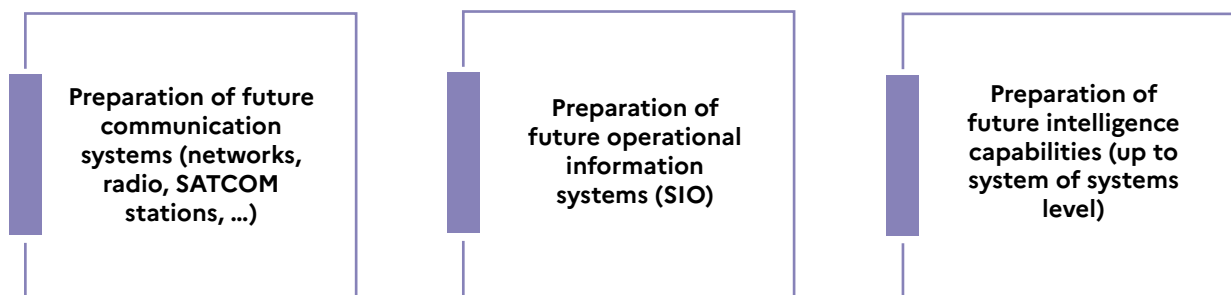 Preparation of future
communication
systems (networks,
radio, SATCOM
stations, …)
Preparation of
future operational
information
systems (SIO)
Preparation of
future intelligence
capabilities (up to
system of systems
level)